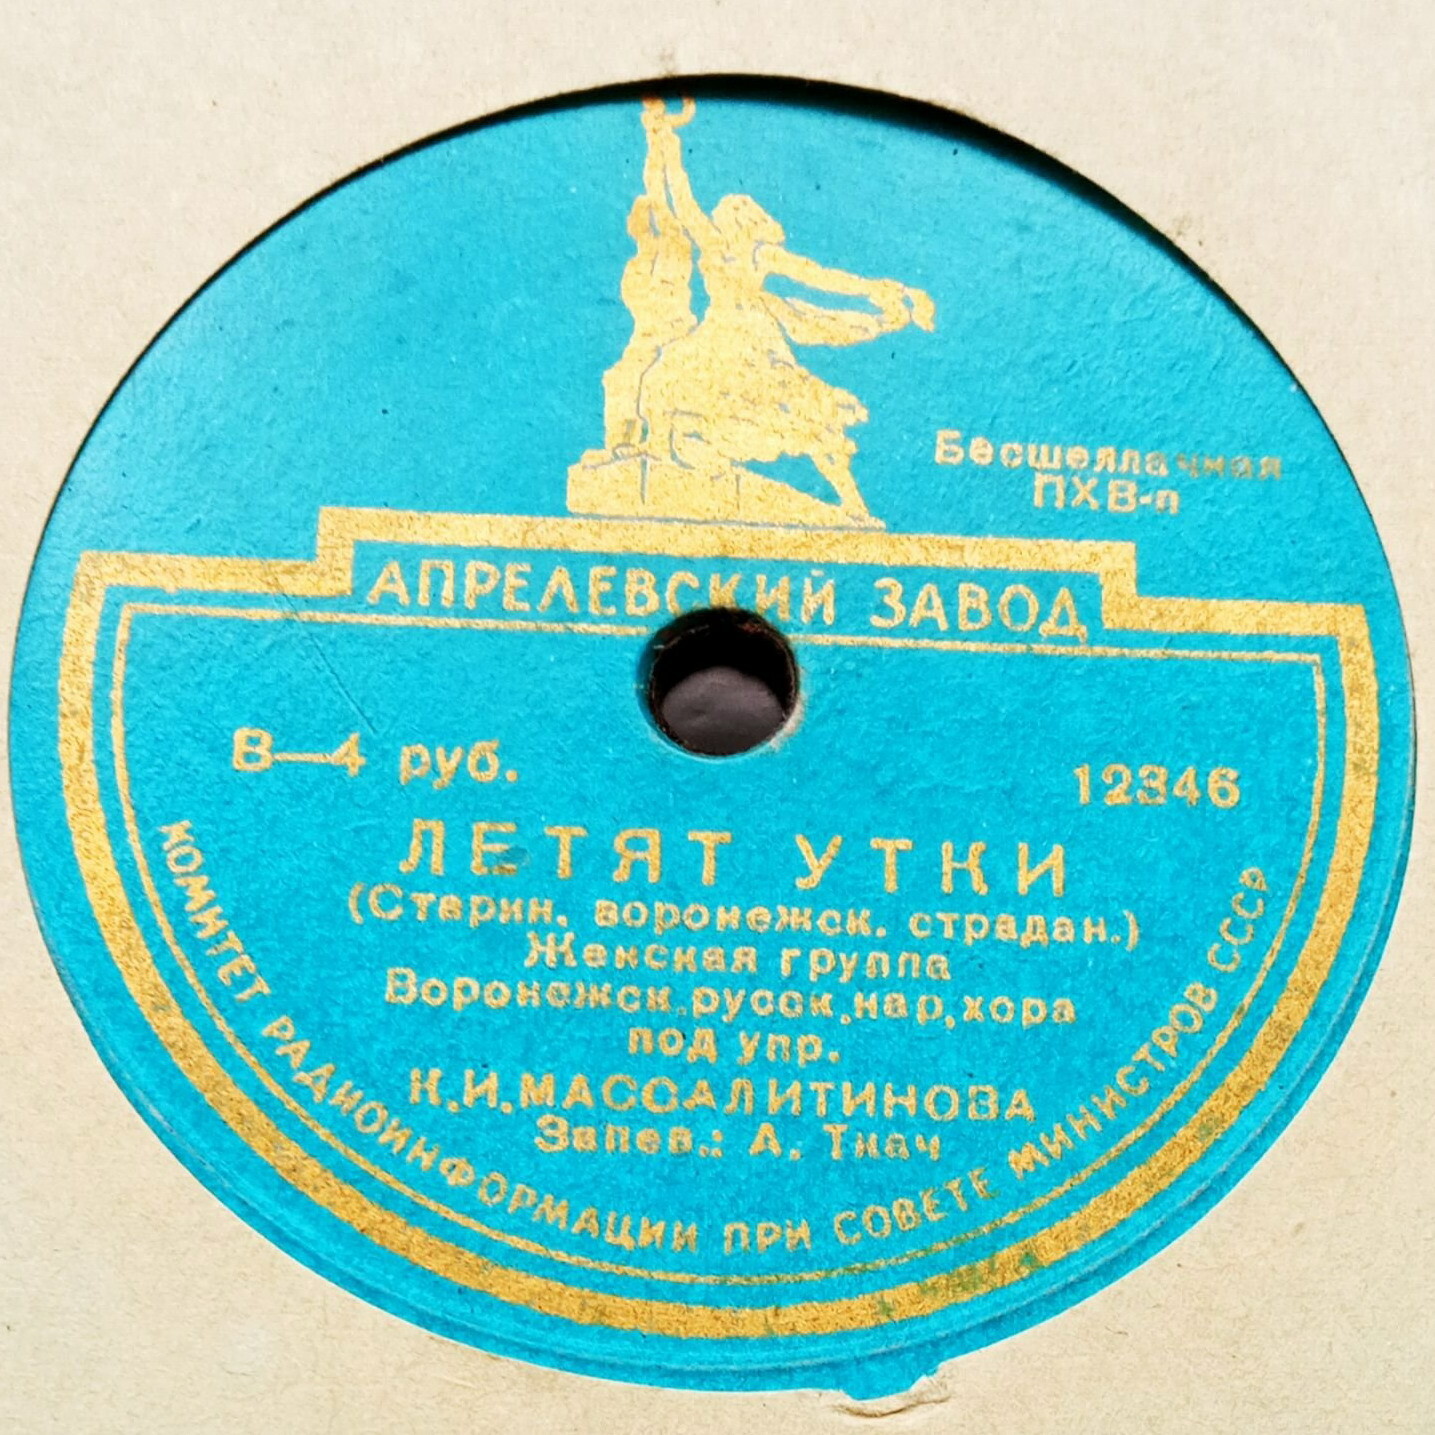 Бесшеллачная
ПХВ-п
АПРЕЛЕВСКИЙ ЗАВОД
В—4 руб.
12346
ЛЕТЯТ УТКИ
(Старин. воронежск. страдан.)
Женская группа
Воронежск.русск.нар.хора
под упр.
К.И.МАССАЛИТИНОВА
Запев.: А. Ткач
КОМИТЕТ РАДИОИНФОРМАЦИИ ПРИ СОВЕТЕ МИНИСТРОВ СССР